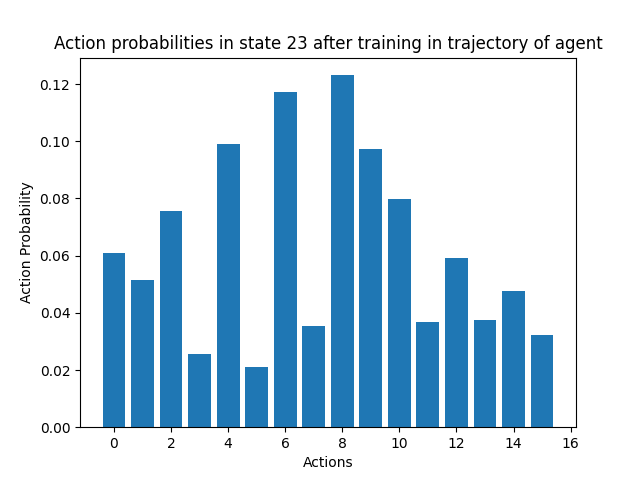 Action probabilities in state 23 after training in trajectory of agent
0.12
0.10
0.08
0.06
0.04
0.02
0.00
Action Probability
0 2 4 6 8 10 12 14 16
Actions